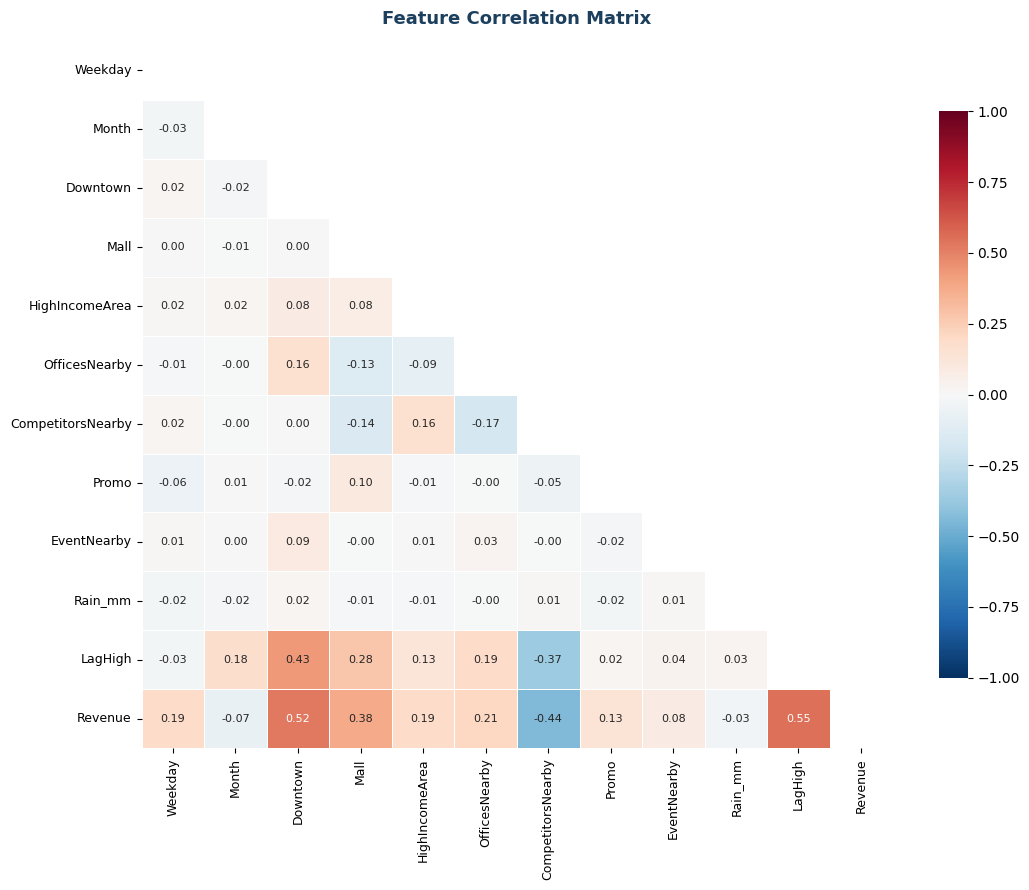 Feature Correlation Matrix
Weekday
Month -0.03
Downtown 0.02 -0.02
Mall 0.00 -0.01 0.00
HighIncomeArea 0.02 0.02 0.08 0.08
OfficesNearby -0.01 -0.00 0.16 -0.13 -0.09
CompetitorsNearby 0.02 -0.00 0.00 -0.14 0.16 -0.17
Promo -0.06 0.01 -0.02 0.10 -0.01 -0.00 -0.05
EventNearby 0.01 0.00 0.09 -0.00 0.01 0.03 -0.00 -0.02
Rain_mm -0.02 -0.02 0.02 -0.01 -0.01 -0.00 0.01 -0.02 0.01
LagHigh -0.03 0.18 0.43 0.28 0.13 0.19 -0.37 0.02 0.04 0.03
Revenue 0.19 -0.07 0.52 0.38 0.19 0.21 -0.44 0.13 0.08 -0.03 0.55
Weekday Month Downtown Mall HighIncomeArea OfficesNearby CompetitorsNearby Promo EventNearby Rain_mm LagHigh Revenue
1.00
0.75
0.50
0.25
0.00
−0.25
−0.50
−0.75
−1.00